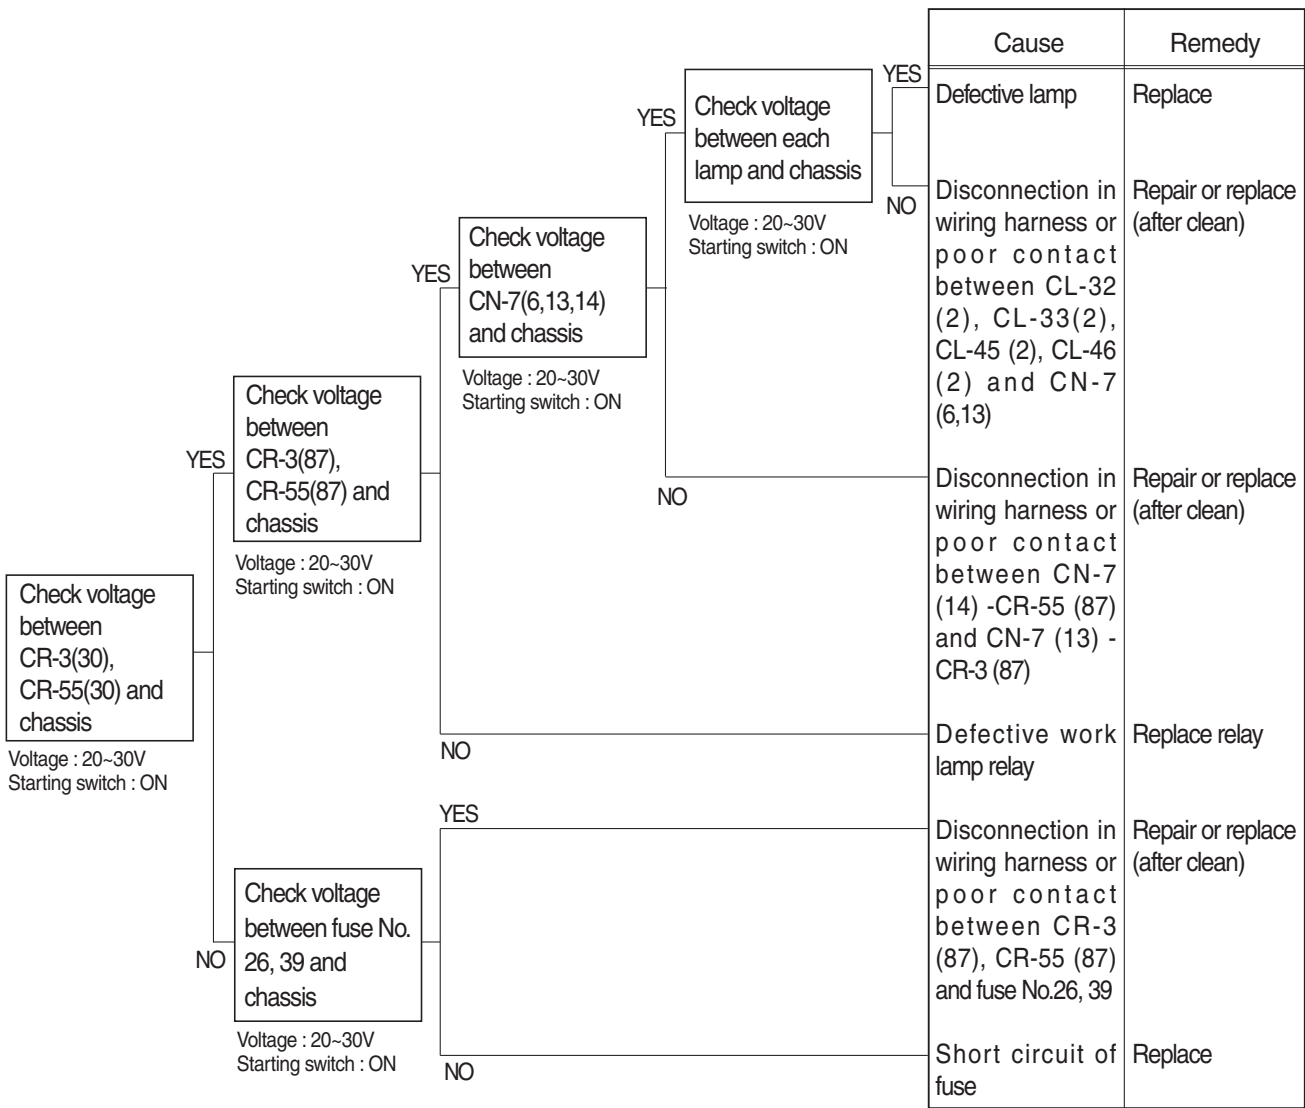 Cause
Remedy
YES
Defective lamp
Replace
Check voltage
between each
lamp and chassis
YES
NO
Voltage : 20~30V
Starting switch : ON
Disconnection in
wiring harness or
poor contact
between CL-32
(2), CL-33(2),
CL-45 (2), CL-46
(2) and CN-7
(6,13)
Repair or replace
(after clean)
Check voltage
between
CN-7(6,13,14)
and chassis
YES
Voltage : 20~30V
Starting switch : ON
NO
Disconnection in
wiring harness or
poor contact
between CN-7
(14) -CR-55 (87)
and CN-7 (13) -
CR-3 (87)
Repair or replace
(after clean)
Check voltage
between
CR-3(87),
CR-55(87) and
chassis
YES
Voltage : 20~30V
Starting switch : ON
NO
Defective work
lamp relay
Replace relay
Check voltage
between
CR-3(30),
CR-55(30) and
chassis
Voltage : 20~30V
Starting switch : ON
YES
Disconnection in
wiring harness or
poor contact
between CR-3
(87), CR-55 (87)
and fuse No.26, 39
Repair or replace
(after clean)
NO
Check voltage
between fuse No.
26, 39 and
chassis
Voltage : 20~30V
Starting switch : ON
NO
Short circuit of
fuse
Replace